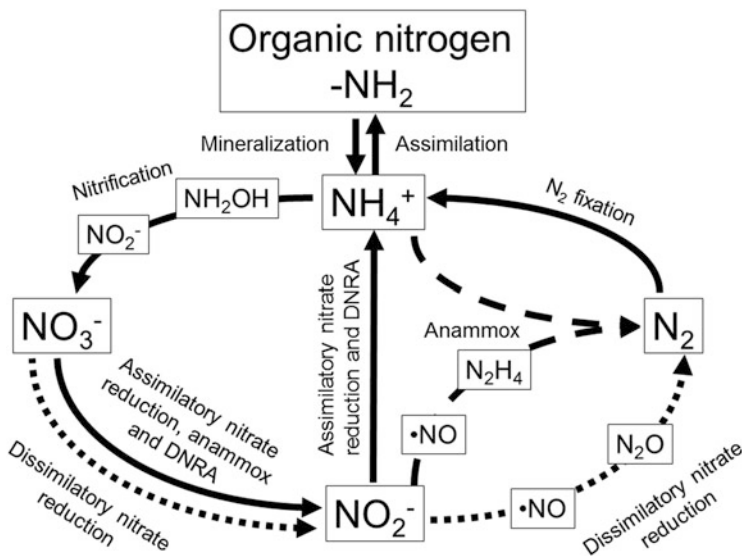 Organic nitrogen
-NH₂
Mineralization
Assimilation
Nitrification
NH₂OH
NH₄⁺
N₂ fixation
NO₂⁻
NO₃⁻
N₂
Assimilatory nitrate
reduction and DNRA
Anammox
N₂H₄
Assimilatory nitrate
reduction, anammox
and DNRA
•NO
N₂O
Dissimilatory nitrate
reduction
NO₂⁻
•NO
Dissimilatory nitrate
reduction